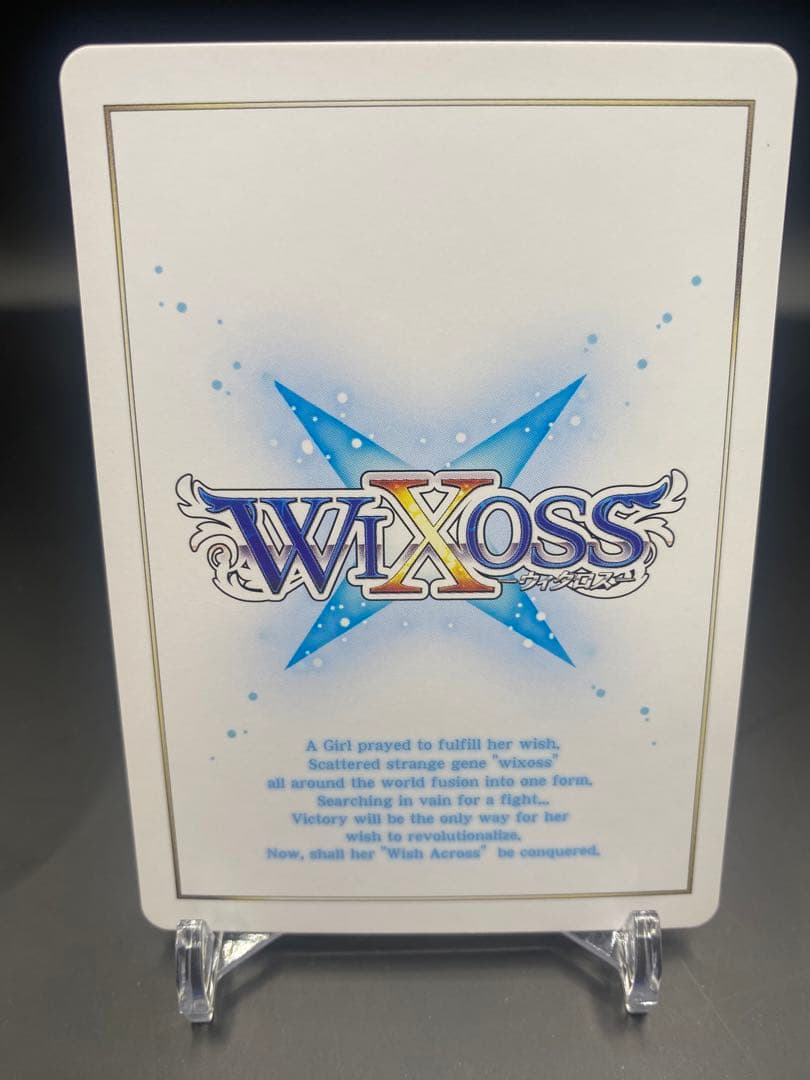 WIXOSS
ウィクロス
A Girl prayed to fulfill her wish.
Scattered strange gene "wixoss"
all around the world fusion into one form.
Searching in vain for a fight...
Victory will be the only way for her
wish to revolutionalize.
Now, shall her "Wish Across" be conquered.